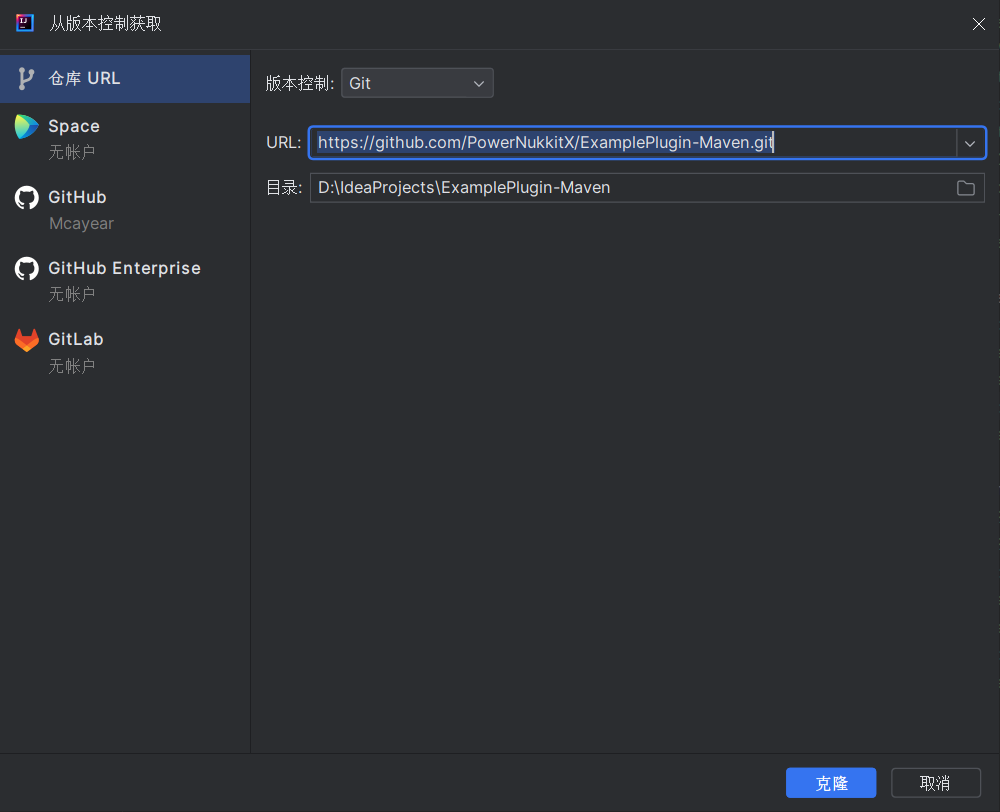 从版本控制获取
仓库 URL
Space
无帐户
GitHub
Mcayear
GitHub Enterprise
无帐户
GitLab
无帐户
版本控制: Git
URL: https://github.com/PowerNukkitX/ExamplePlugin-Maven.git
目录: D:\IdeaProjects\ExamplePlugin-Maven
克隆 取消